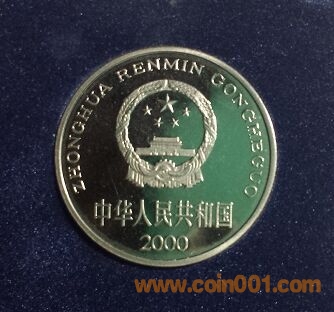 ZHONGHUA RENMIN GONGHEGUO
中华人民共和国
2000
www.coin001.com